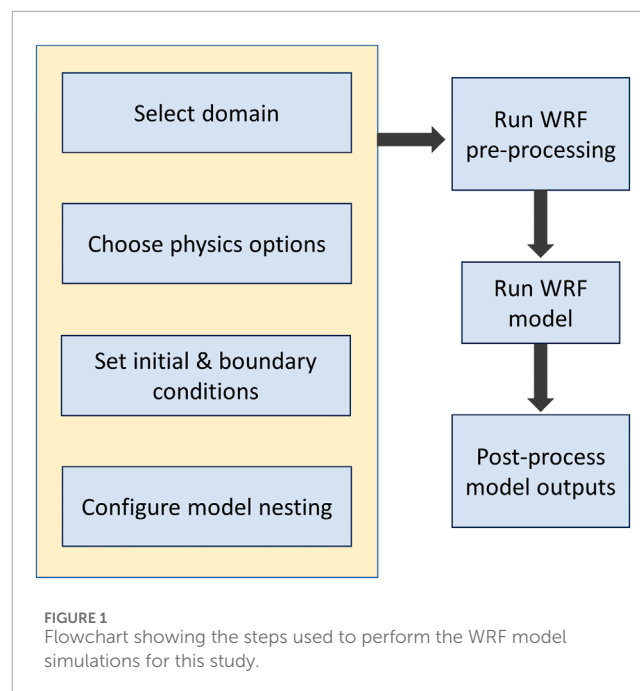 Select domain
Choose physics options
Set initial & boundary
conditions
Configure model nesting
Run WRF
pre-processing
Run WRF
model
Post-process
model outputs
FIGURE 1
Flowchart showing the steps used to perform the WRF model
simulations for this study.